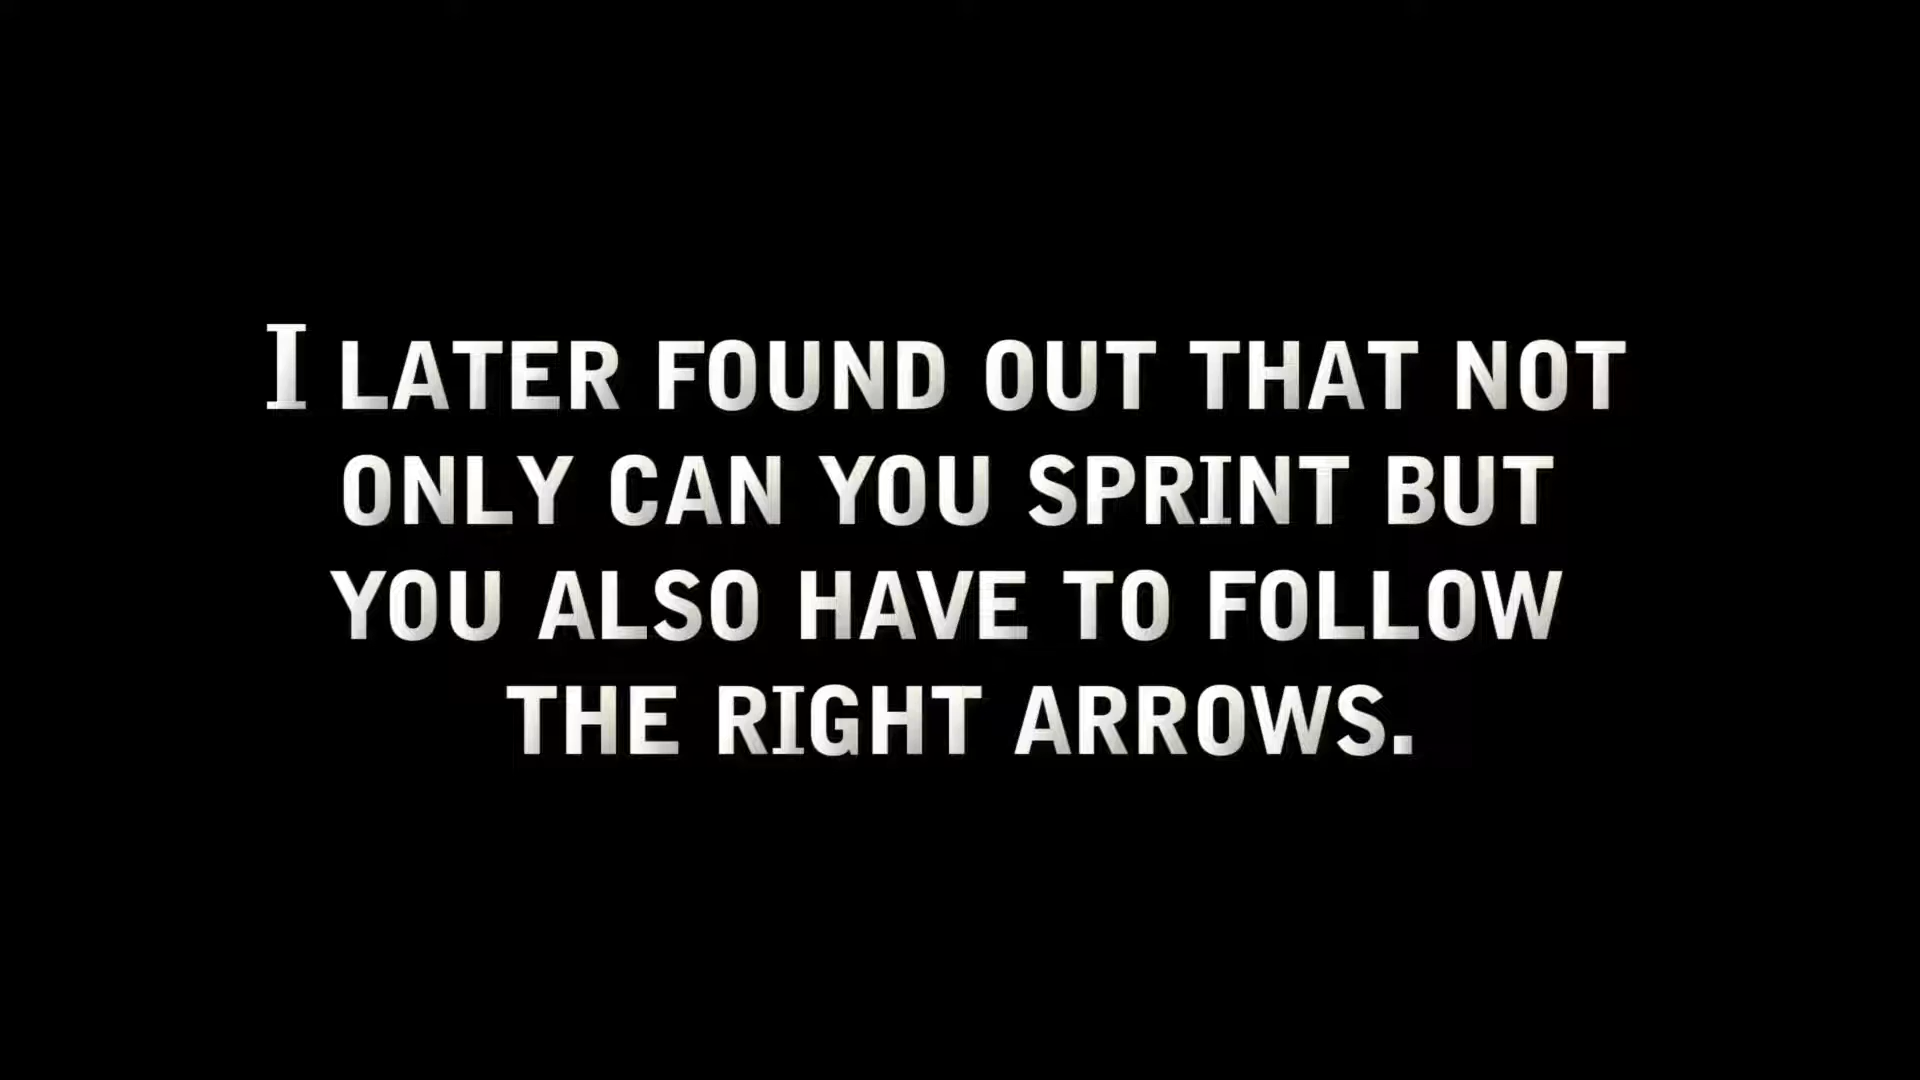 I LATER FOUND OUT THAT NOT
ONLY CAN YOU SPRINT BUT
YOU ALSO HAVE TO FOLLOW
THE RIGHT ARROWS.